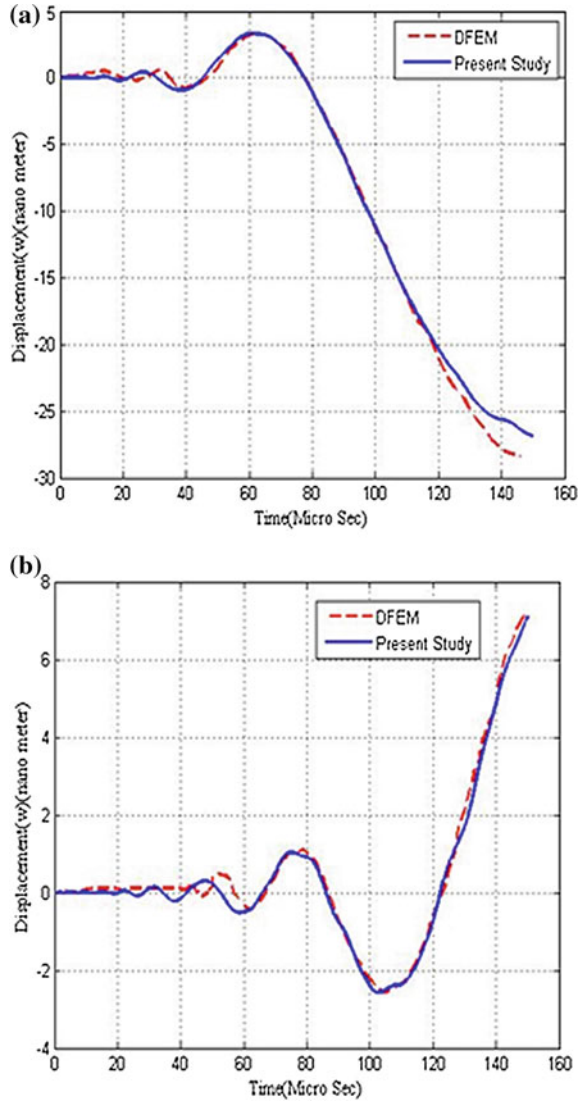 (a)
5
0
-5
-10
-15
-20
-25
-30
Displacement(w)(nano meter)
DFEM
Present Study
0 20 40 60 80 100 120 140 160
Time(Micro Sec)
(b)
8
6
4
2
0
-2
-4
Displacement(w)(nano meter)
DFEM
Present Study
0 20 40 60 80 100 120 140 160
Time(Micro Sec)